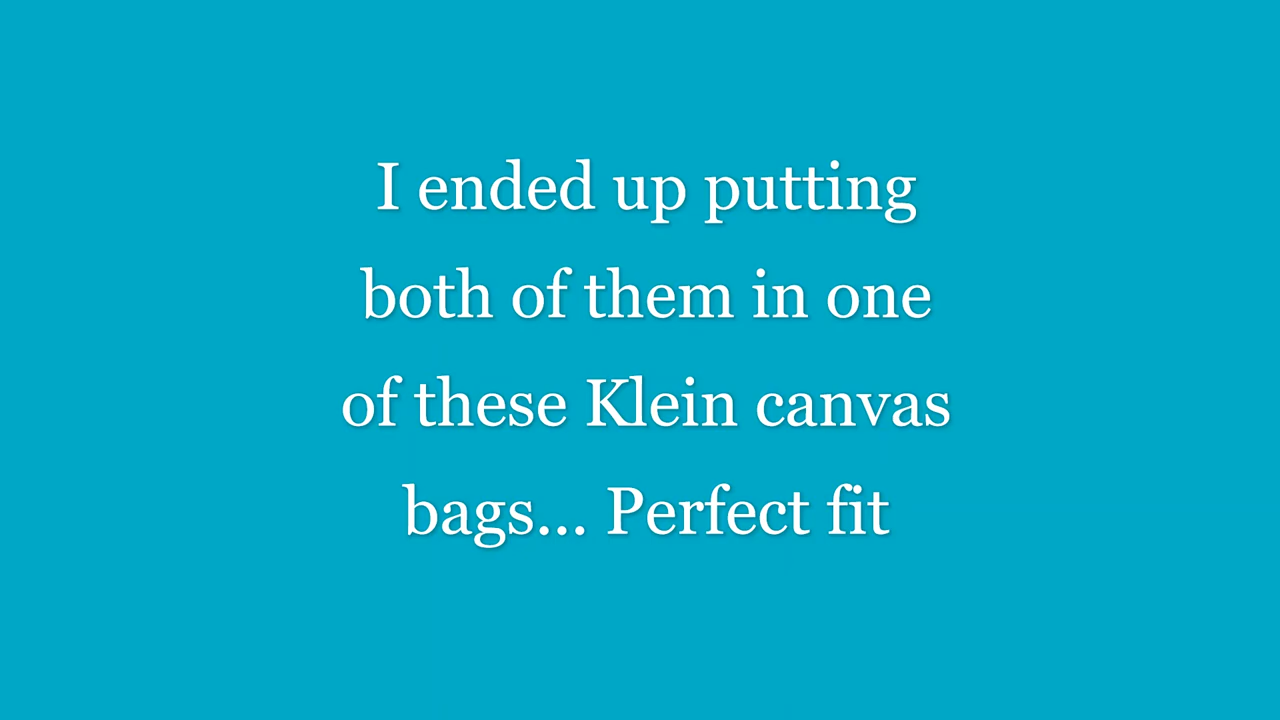 I ended up putting
both of them in one
of these Klein canvas
bags... Perfect fit